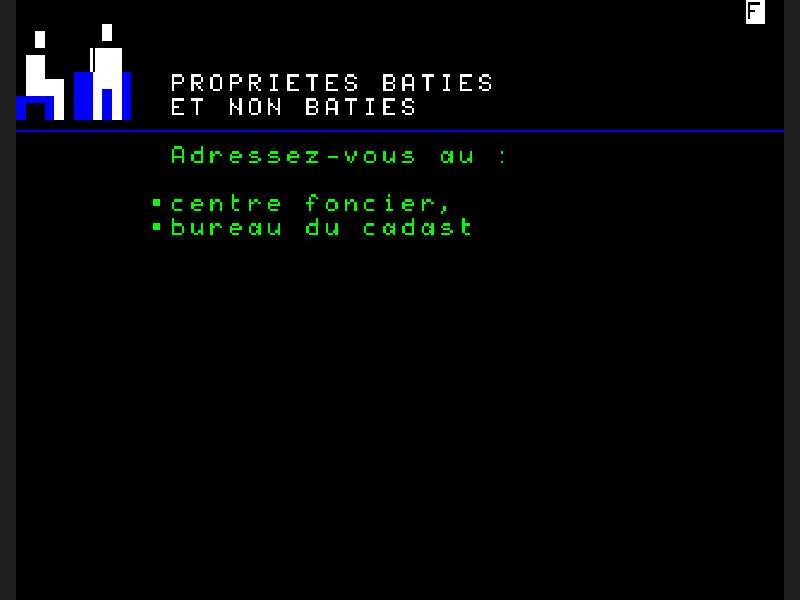 F
PROPRIETES BATIES
ET NON BATIES
Adressez-vous au :
▪centre foncier,
▪bureau du cadast